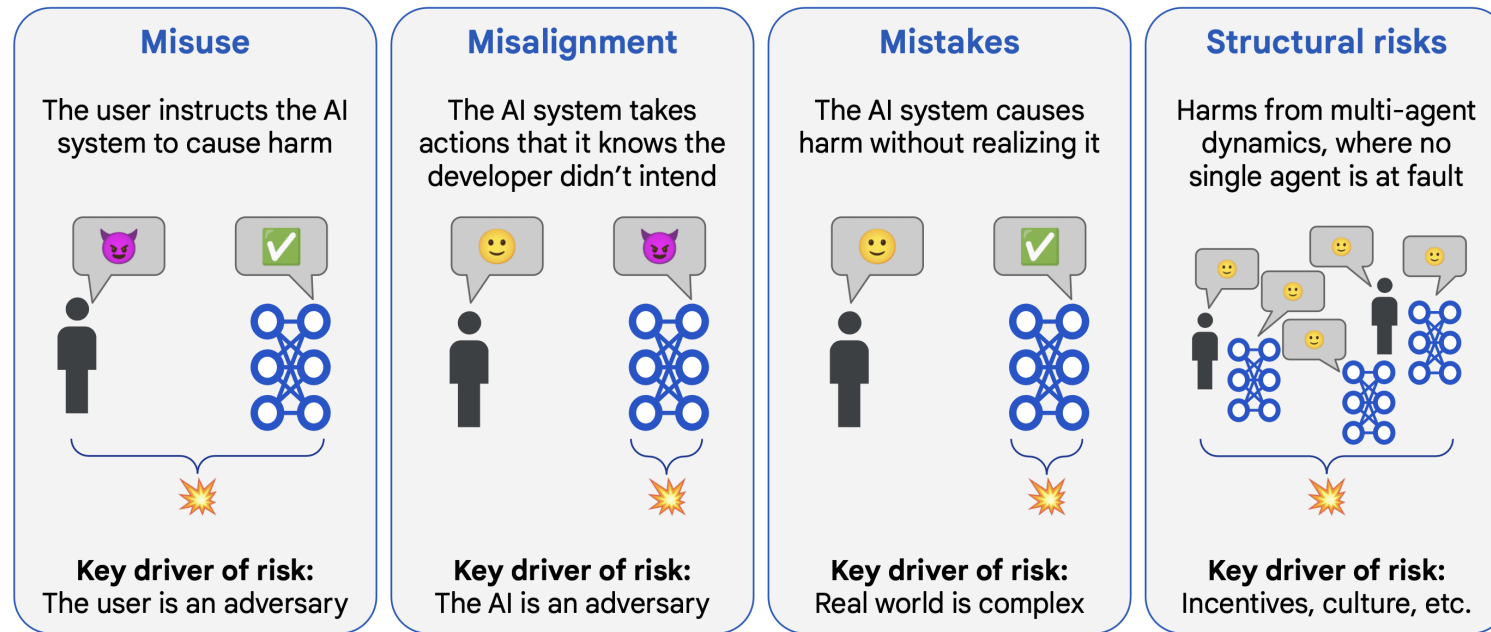 Misuse
The user instructs the AI
system to cause harm
Key driver of risk:
The user is an adversary
Misalignment
The AI system takes
actions that it knows the
developer didn’t intend
Key driver of risk:
The AI is an adversary
Mistakes
The AI system causes
harm without realizing it
Key driver of risk:
Real world is complex
Structural risks
Harms from multi-agent
dynamics, where no
single agent is at fault
Key driver of risk:
Incentives, culture, etc.